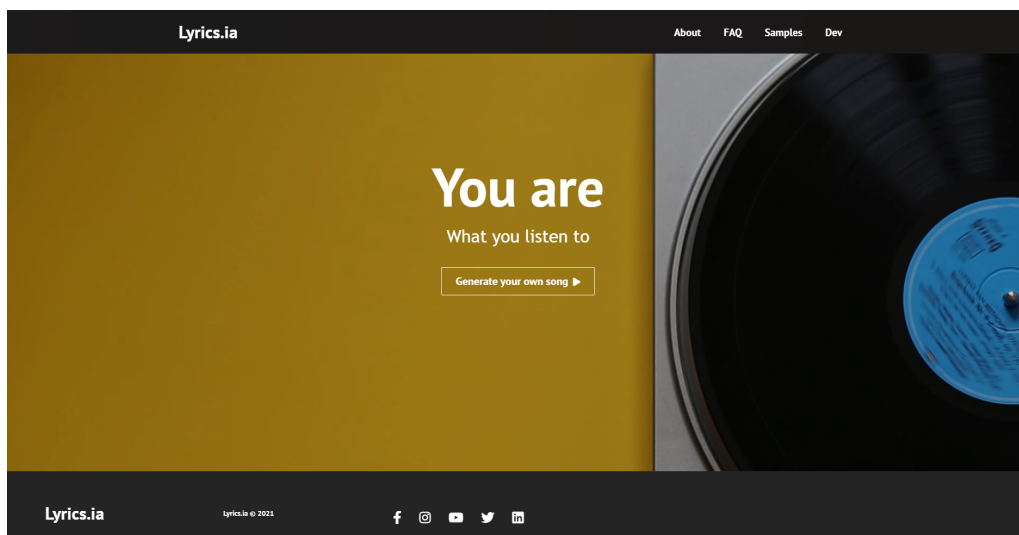 Lyrics.ia
About FAQ Samples Dev
You are
What you listen to
Generate your own song
Lyrics.ia
Lyrics.ia © 2021